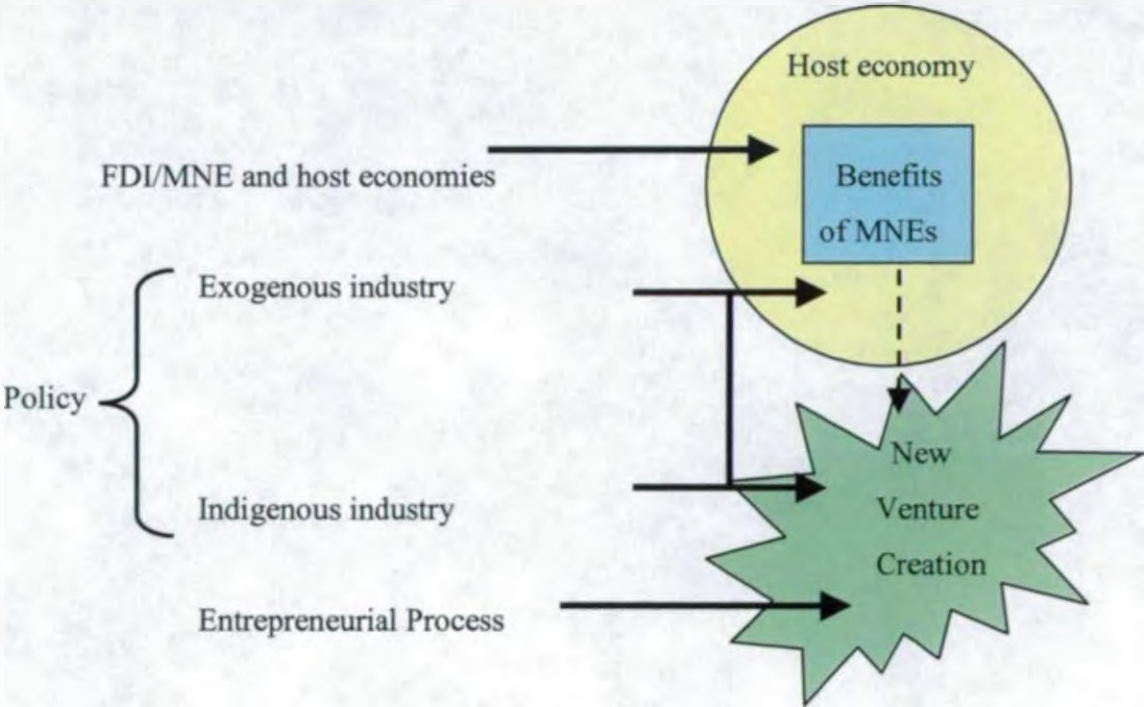 Host economy
FDI/MNE and host economies
Benefits
of MNEs
Exogenous industry
Policy
New
Indigenous industry
Venture
Creation
Entrepreneurial Process